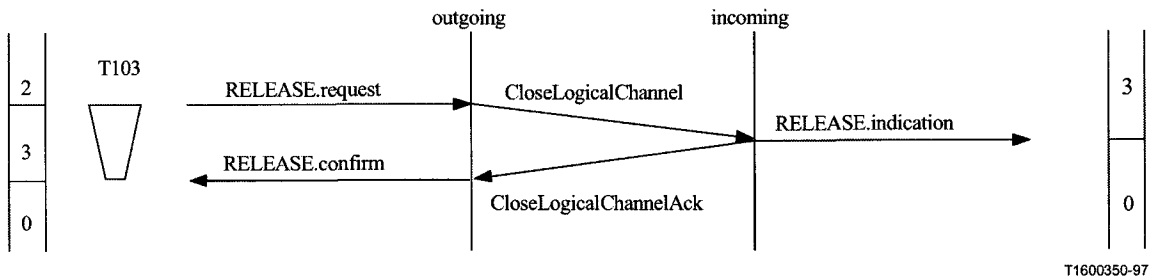 outgoing
incoming
T103
2
RELEASE.request
CloseLogicalChannel
3
RELEASE.indication
3
RELEASE.confirm
CloseLogicalChannelAck
0
0
T1600350-97